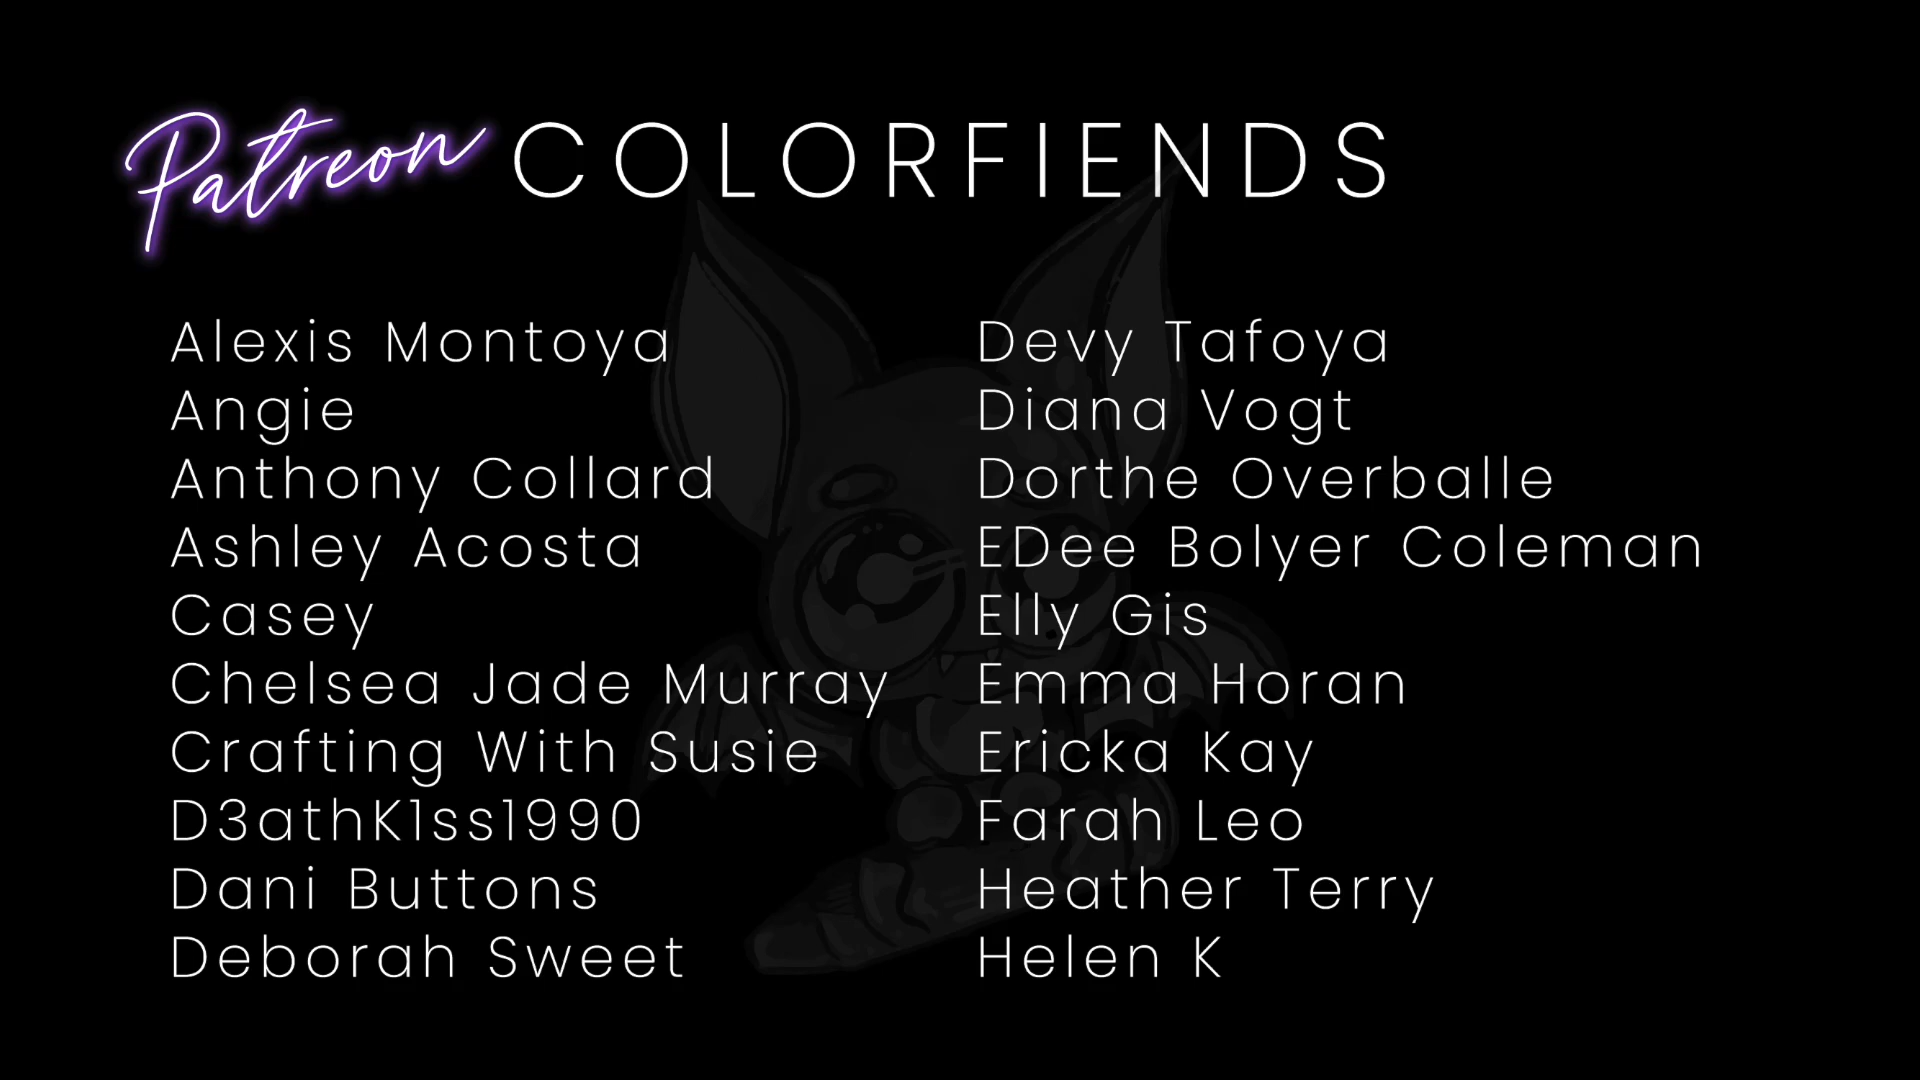 Patreon COLORFIENDS
Alexis Montoya
Angie
Anthony Collard
Ashley Acosta
Casey
Chelsea Jade Murray
Crafting With Susie
D3athK1ss1990
Dani Buttons
Deborah Sweet
Devy Tafoya
Diana Vogt
Dorthe Overballe
EDee Bolyer Coleman
Elly Gis
Emma Horan
Ericka Kay
Farah Leo
Heather Terry
Helen K